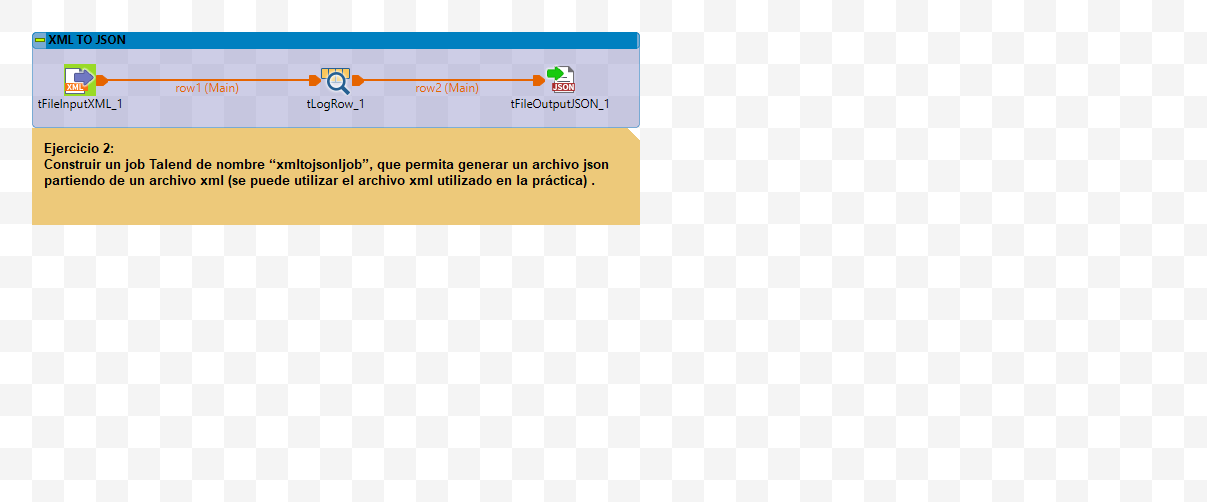 XML TO JSON
row1 (Main)
row2 (Main)
XML
JSON
tFileInputXML_1
tLogRow_1
tFileOutputJSON_1
Ejercicio 2:
Construir un job Talend de nombre “xmltojsonljob”, que permita generar un archivo json
partiendo de un archivo xml (se puede utilizar el archivo xml utilizado en la práctica) .